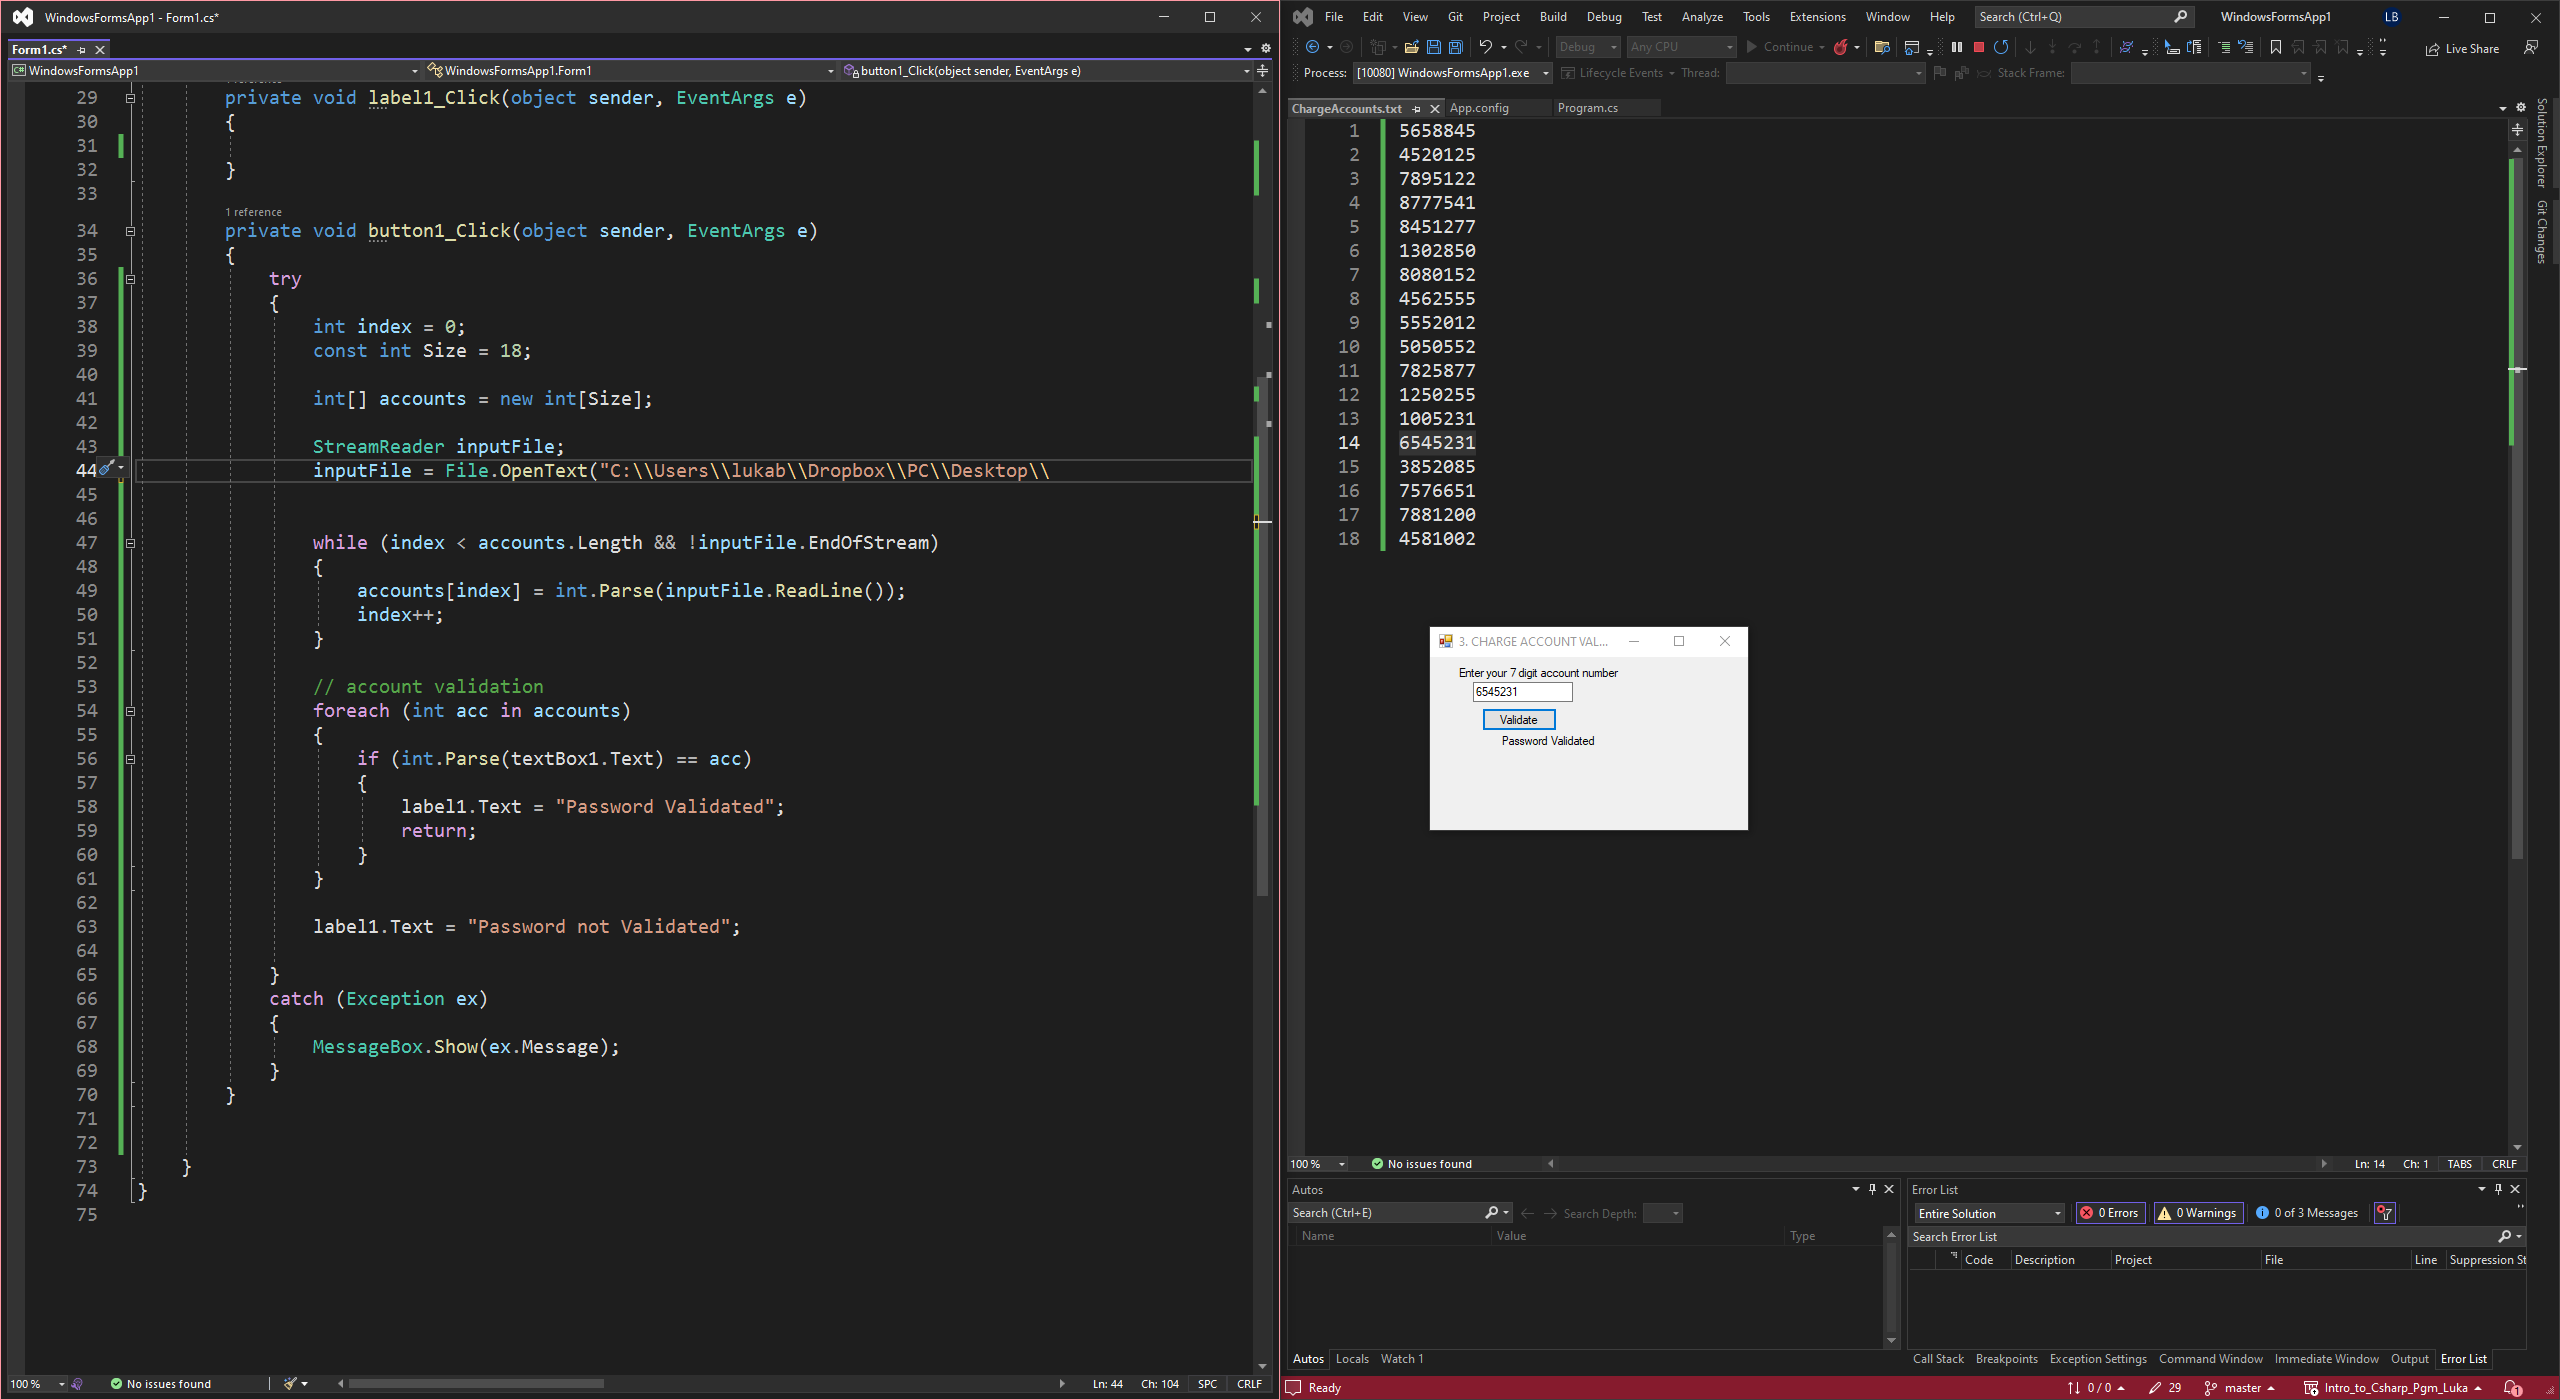 WindowsFormsApp1 - Form1.cs*
Form1.cs*
WindowsFormsApp1
WindowsFormsApp1.Form1
button1_Click(object sender, EventArgs e)
29 private void label1_Click(object sender, EventArgs e)
30 {
31
32 }
33
1 reference
34 private void button1_Click(object sender, EventArgs e)
35 {
36 try
37 {
38 int index = 0;
39 const int Size = 18;
40
41 int[] accounts = new int[Size];
42
43 StreamReader inputFile;
44 inputFile = File.OpenText("C:\\Users\\lukab\\Dropbox\\PC\\Desktop\\
45
46
47 while (index < accounts.Length && !inputFile.EndOfStream)
48 {
49 accounts[index] = int.Parse(inputFile.ReadLine());
50 index++;
51 }
52
53 // account validation
54 foreach (int acc in accounts)
55 {
56 if (int.Parse(textBox1.Text) == acc)
57 {
58 label1.Text = "Password Validated";
59 return;
60 }
61 }
62
63 label1.Text = "Password not Validated";
64
65 }
66 catch (Exception ex)
67 {
68 MessageBox.Show(ex.Message);
69 }
70 }
71
72
73 }
74 }
75
100 % No issues found Ln: 44 Ch: 104 SPC CRLF
File Edit View Git Project Build Debug Test Analyze Tools Extensions Window Help Search (Ctrl+Q) WindowsFormsApp1 LB
Debug Any CPU Continue Live Share
Process: [10080] WindowsFormsApp1.exe Lifecycle Events Thread: Stack Frame:
ChargeAccounts.txt App.config Program.cs
1 5658845
2 4520125
3 7895122
4 8777541
5 8451277
6 1302850
7 8080152
8 4562555
9 5552012
10 5050552
11 7825877
12 1250255
13 1005231
14 6545231
15 3852085
16 7576651
17 7881200
18 4581002
Solution Explorer
Git Changes
3. CHARGE ACCOUNT VAL...
Enter your 7 digit account number
6545231
Validate
Password Validated
100 % No issues found Ln: 14 Ch: 1 TABS CRLF
Autos
Search (Ctrl+E) Search Depth:
Name Value Type
Autos Locals Watch 1
Error List
Entire Solution 0 Errors 0 Warnings 0 of 3 Messages
Search Error List
Code Description Project File Line Suppression St
Call Stack Breakpoints Exception Settings Command Window Immediate Window Output Error List
Ready 0 / 0 29 master Intro_to_Csharp_Pgm_Luka 1